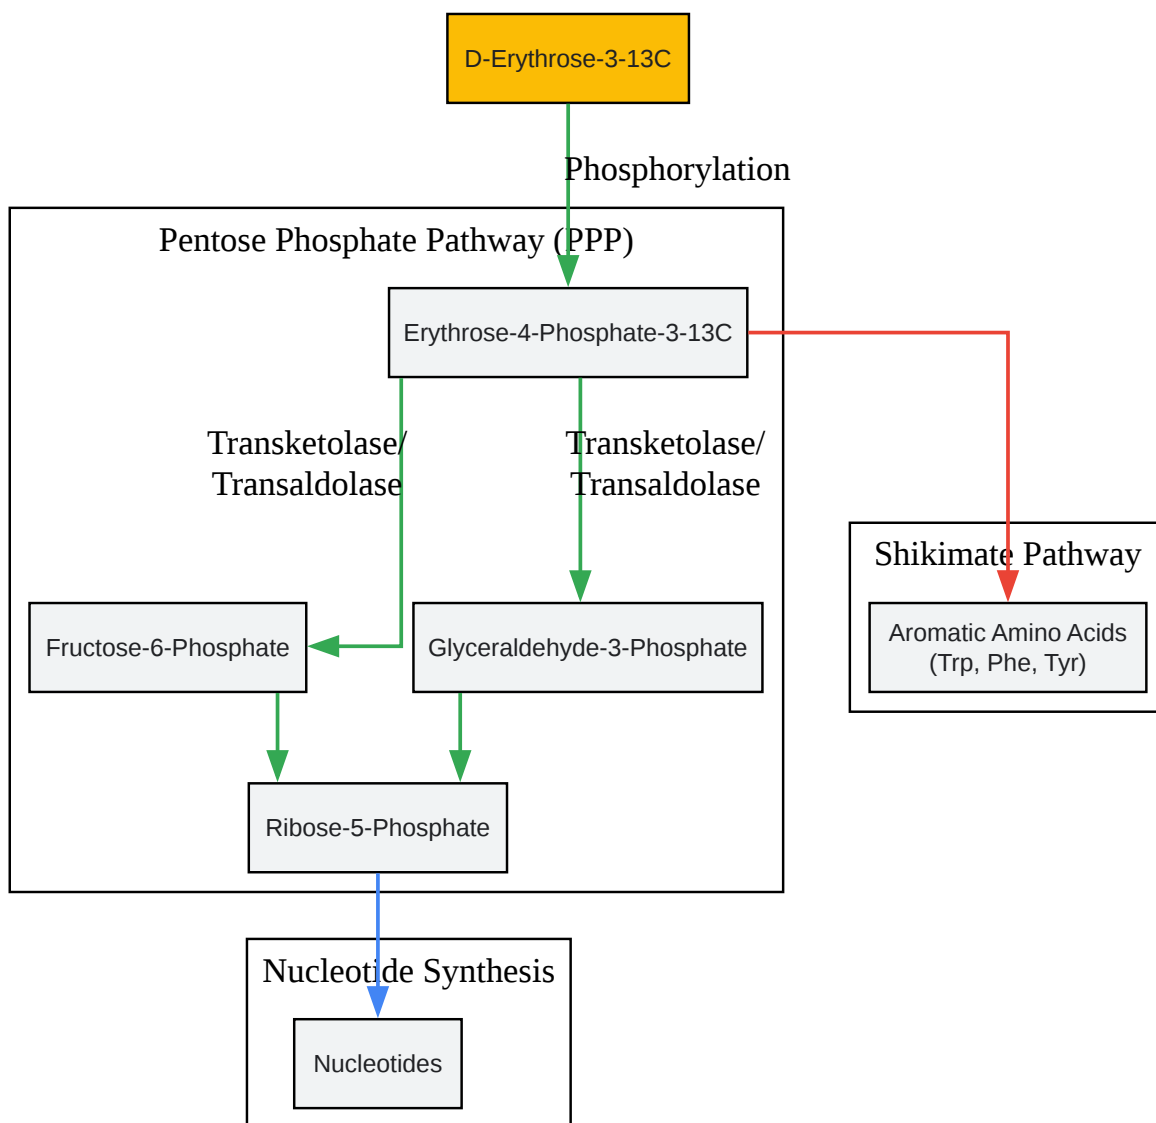 D-Erythrose-3-13C
Phosphorylation
Pentose Phosphate Pathway (PPP)
Erythrose-4-Phosphate-3-13C
Transketolase/
Transaldolase
Transketolase/
Transaldolase
Shikimate Pathway
Fructose-6-Phosphate
Glyceraldehyde-3-Phosphate
Aromatic Amino Acids
(Trp, Phe, Tyr)
Ribose-5-Phosphate
Nucleotide Synthesis
Nucleotides